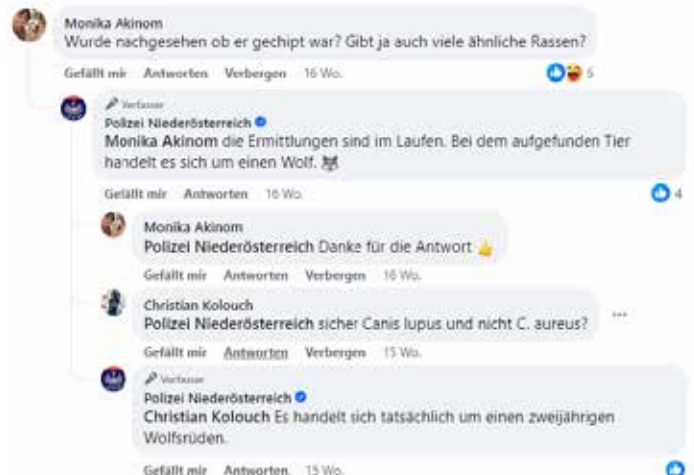 Monika Akinom
Wurde nachgesehen ob er gechipt war? Gibt ja auch viele ähnliche Rassen?
Gefällt mir Antworten Verbergen 16 Wo. 6
Verfasser
Polizei Niederösterreich
Monika Akinom die Ermittlungen sind im Laufen. Bei dem aufgefunden Tier
handelt es sich um einen Wolf. 🐺
Gefällt mir Antworten 16 Wo. 4
Monika Akinom
Polizei Niederösterreich Danke für die Antwort 👍
Gefällt mir Antworten Verbergen 16 Wo.
Christian Kolouch
Polizei Niederösterreich sicher Canis lupus und nicht C. aureus?
Gefällt mir Antworten Verbergen 15 Wo.
Verfasser
Polizei Niederösterreich
Christian Kolouch Es handelt sich tatsächlich um einen zweijährigen
Wolfsrüden.
Gefällt mir Antworten 15 Wo.